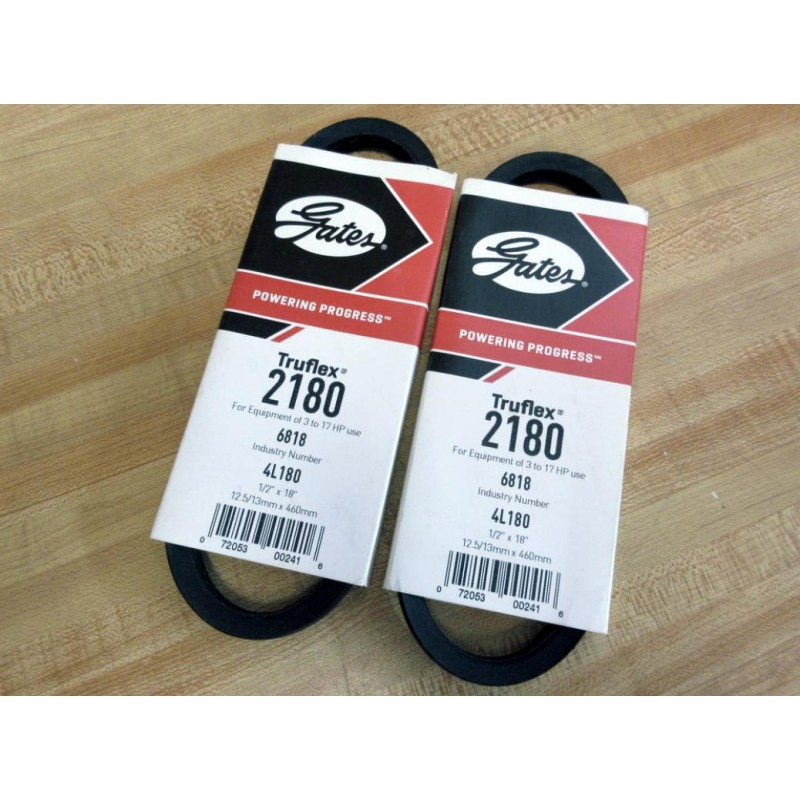 Gates®
POWERING PROGRESS™
Truflex®
2180
For Equipment of 3 to 17 HP use
6818
Industry Number
4L180
1/2" x 18"
12.5/13mm x 460mm
0 72053 00241 6
Gates®
POWERING PROGRESS™
Truflex®
2180
For Equipment of 3 to 17 HP use
6818
Industry Number
4L180
1/2" x 18"
12.5/13mm x 460mm
0 72053 00241 6